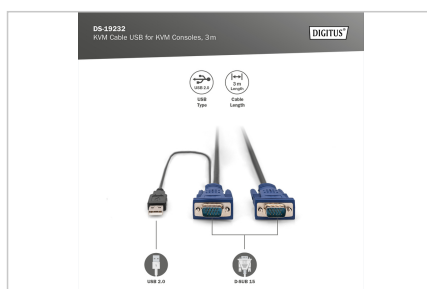 DS-19232
KVM Cable USB for KVM Consoles, 3 m
DIGITUS®
USB 2.0
3 m
Length
USB
Type
Cable
Length
USB 2.0
D-SUB 15